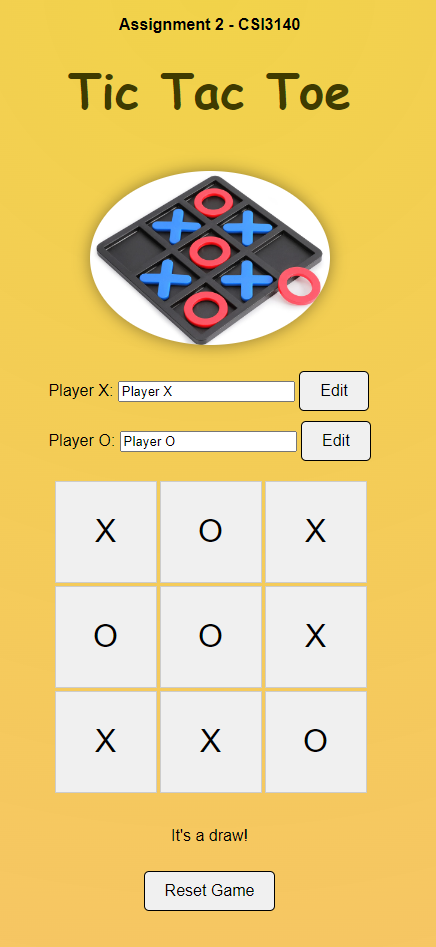 Assignment 2 - CSI3140
Tic Tac Toe
Player X: Player X Edit
Player O: Player O Edit
X O X
O O X
X X O
It's a draw!
Reset Game